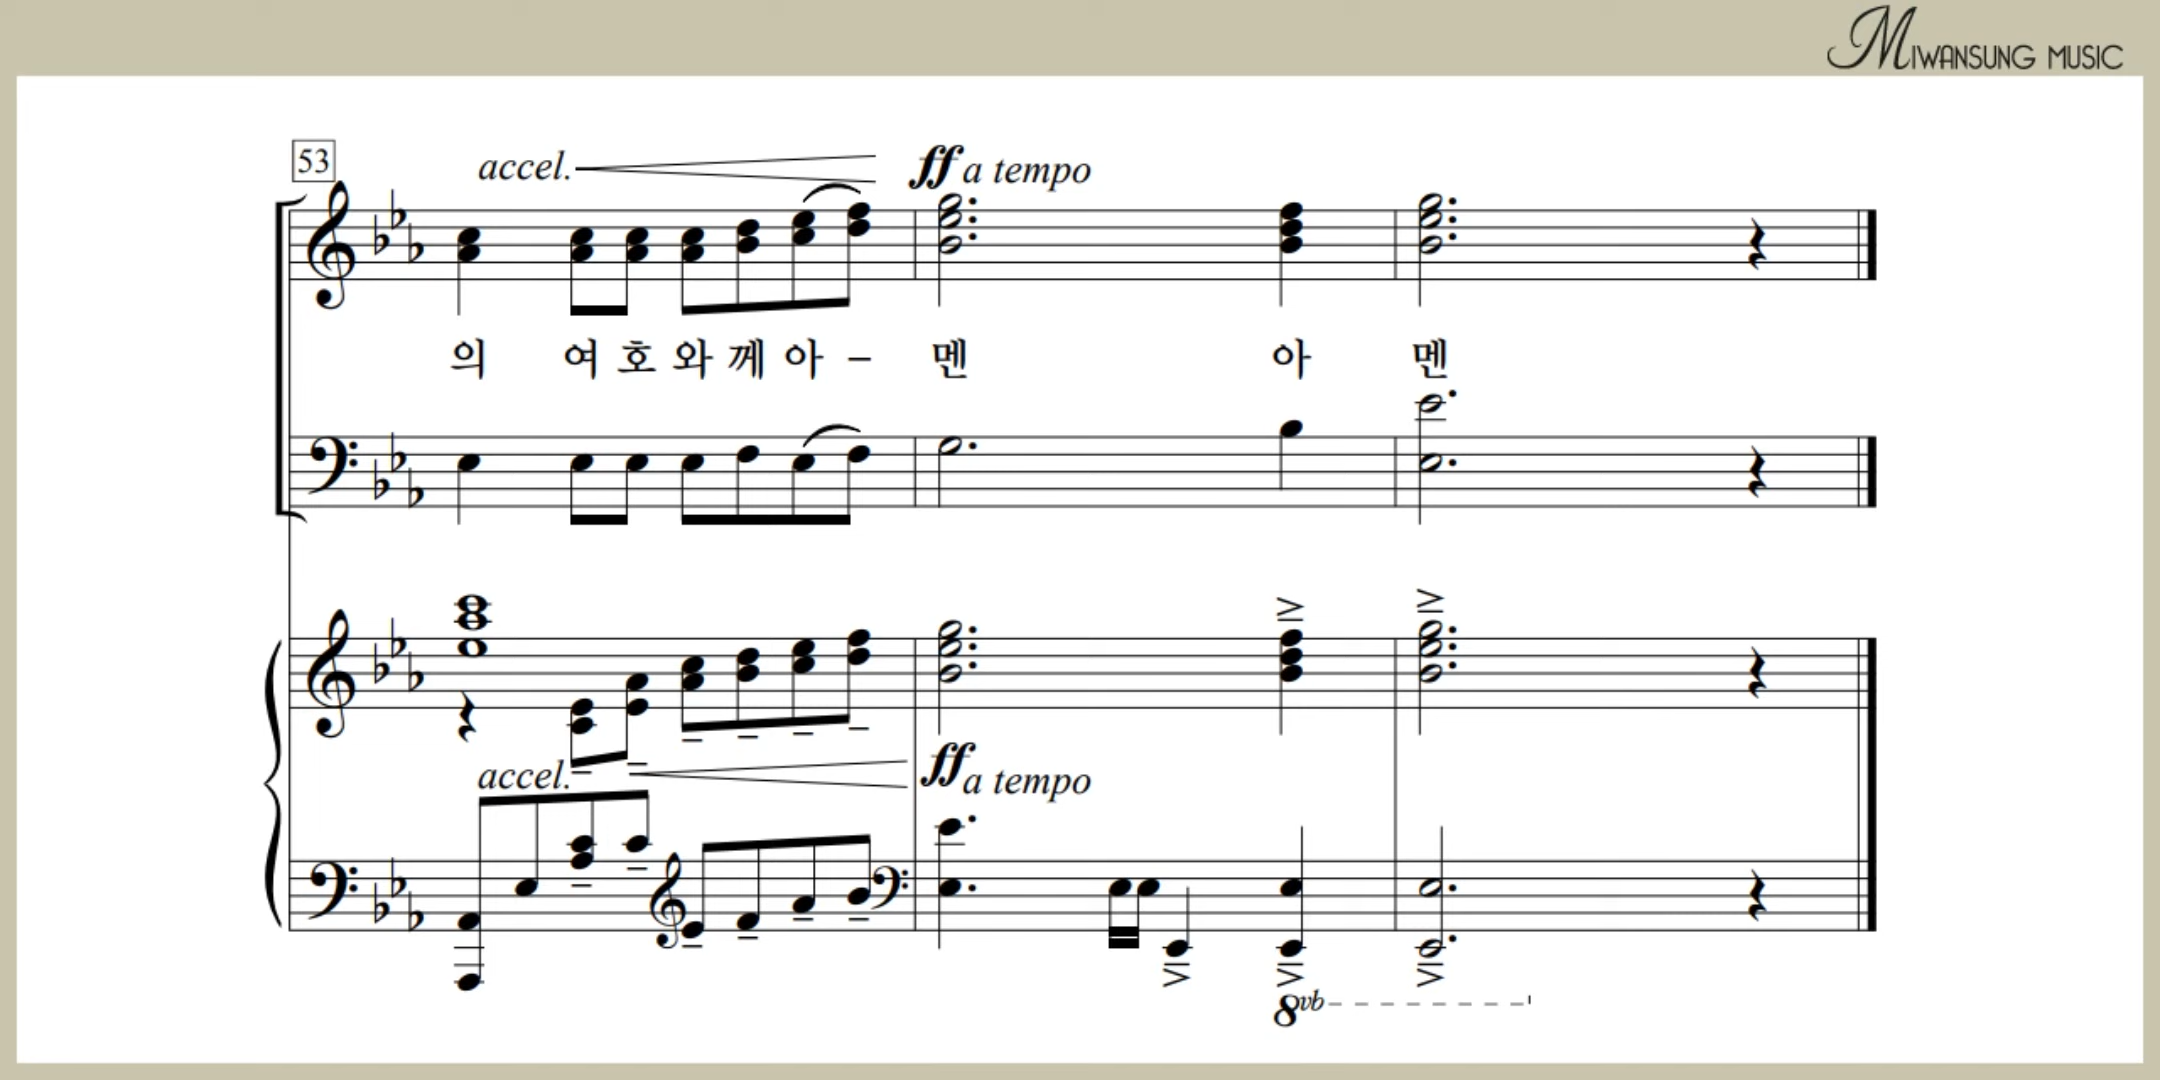 MIWANSUNG MUSIC
53
accel.
ff a tempo
의 여 호 와 께 아 – 멘 아 멘
accel.
ff a tempo
8vb